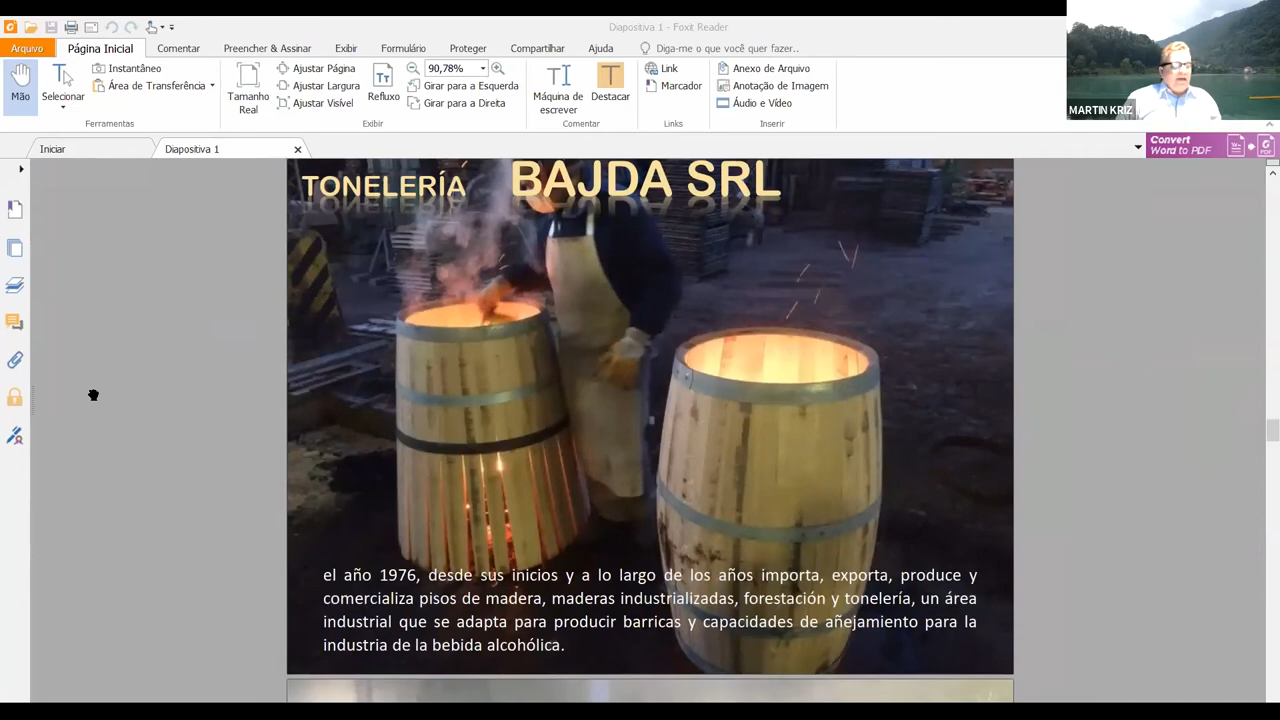 Diapositiva 1 - Foxit Reader
Arquivo Página Inicial Comentar Preencher & Assinar Exibir Formulário Proteger Compartilhar Ajuda Diga-me o que você quer fazer..
Mão
Selecionar
Instantâneo
Área de Transferência
Ferramentas
Tamanho
Real
Ajustar Página
Ajustar Largura
Ajustar Visível
Refluxo
90,78%
Girar para a Esquerda
Girar para a Direita
Exibir
Máquina de
escrever
Destacar
Comentar
Link
Marcador
Links
Anexo de Arquivo
Anotação de Imagem
Áudio e Vídeo
Inserir
MARTIN KRIZ
Iniciar
Diapositiva 1
Convert
Word to PDF
TONELERÍA BAJDA SRL
el año 1976, desde sus inicios y a lo largo de los años importa, exporta, produce y
comercializa pisos de madera, maderas industrializadas, forestación y tonelería, un área
industrial que se adapta para producir barricas y capacidades de añejamiento para la
industria de la bebida alcohólica.